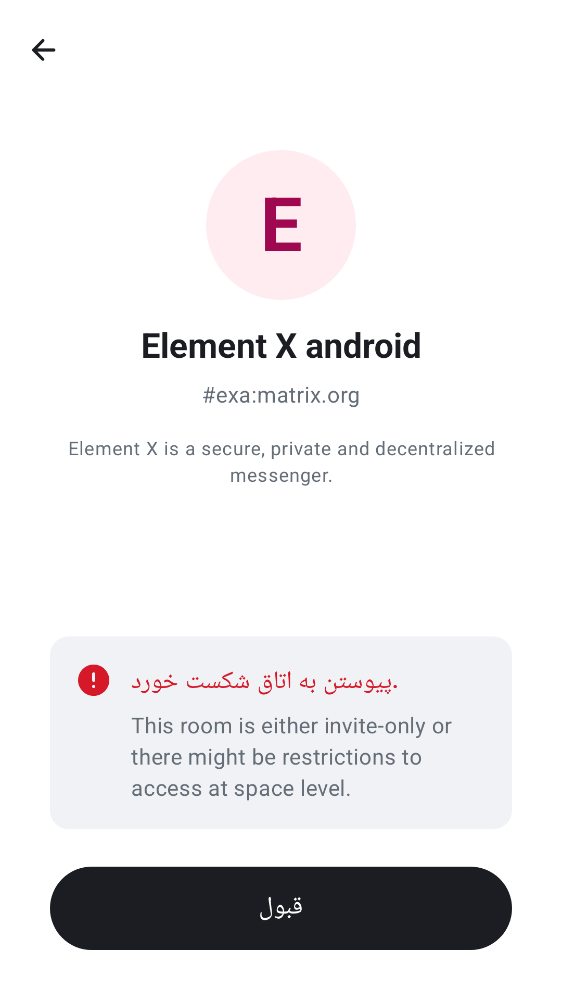 E
Element X android
#exa:matrix.org
Element X is a secure, private and decentralized
messenger.
پیوستن به اتاق شکست خورد.
This room is either invite-only or
there might be restrictions to
access at space level.
قبول